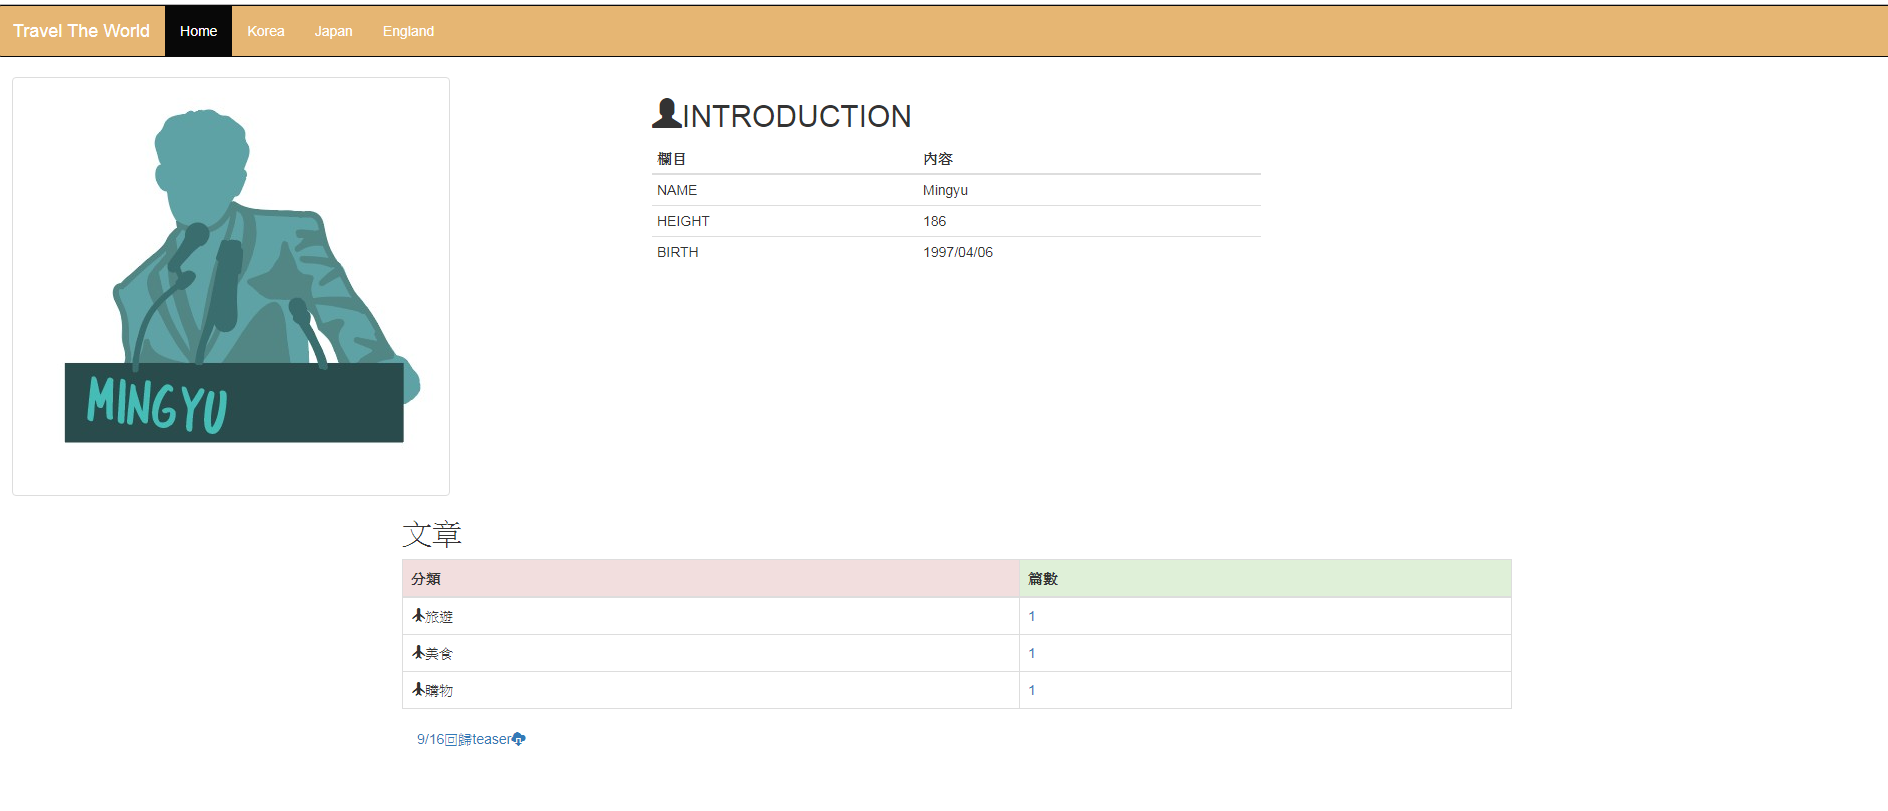 Travel The World Home Korea Japan England
MINGYU
INTRODUCTION
欄目 內容
NAME Mingyu
HEIGHT 186
BIRTH 1997/04/06
文章
分類 篇數
旅遊 1
美食 1
購物 1
9/16回歸teaser